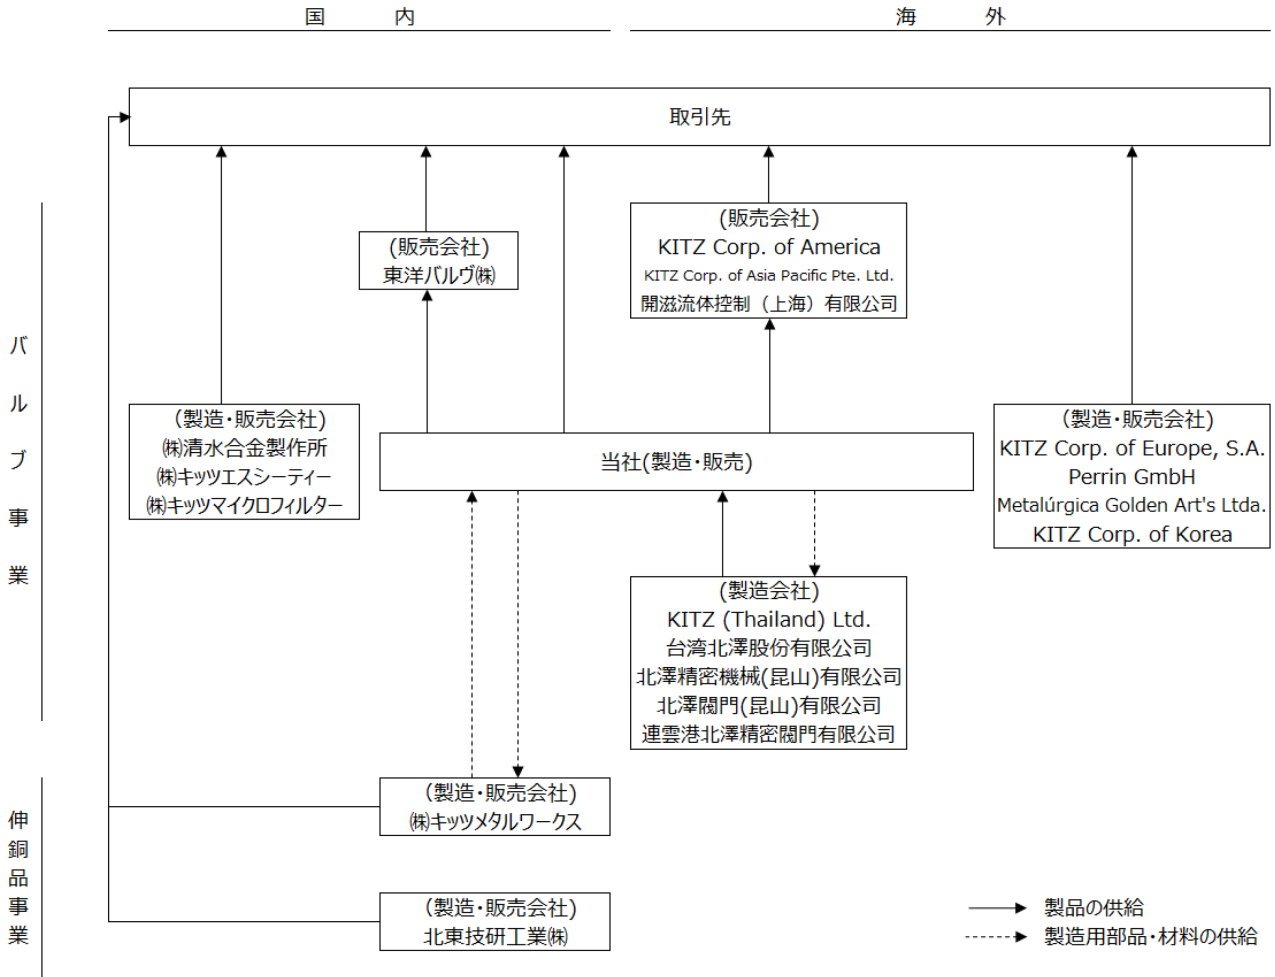 国　内
海　外
取引先
バルブ事業
(販売会社)
東洋バルヴ㈱
(販売会社)
KITZ Corp. of America
KITZ Corp. of Asia Pacific Pte. Ltd.
開滋流体控制（上海）有限公司
(製造・販売会社)
㈱清水合金製作所
㈱キッツエスシーティー
㈱キッツマイクロフィルター
当社(製造・販売)
(製造・販売会社)
KITZ Corp. of Europe, S.A.
Perrin GmbH
Metalúrgica Golden Art's Ltda.
KITZ Corp. of Korea
(製造会社)
KITZ (Thailand) Ltd.
台湾北澤股份有限公司
北澤精密機械(昆山)有限公司
北澤閥門(昆山)有限公司
連雲港北澤精密閥門有限公司
伸銅品事業
(製造・販売会社)
㈱キッツメタルワークス
(製造・販売会社)
北東技研工業㈱
製品の供給
製造用部品・材料の供給